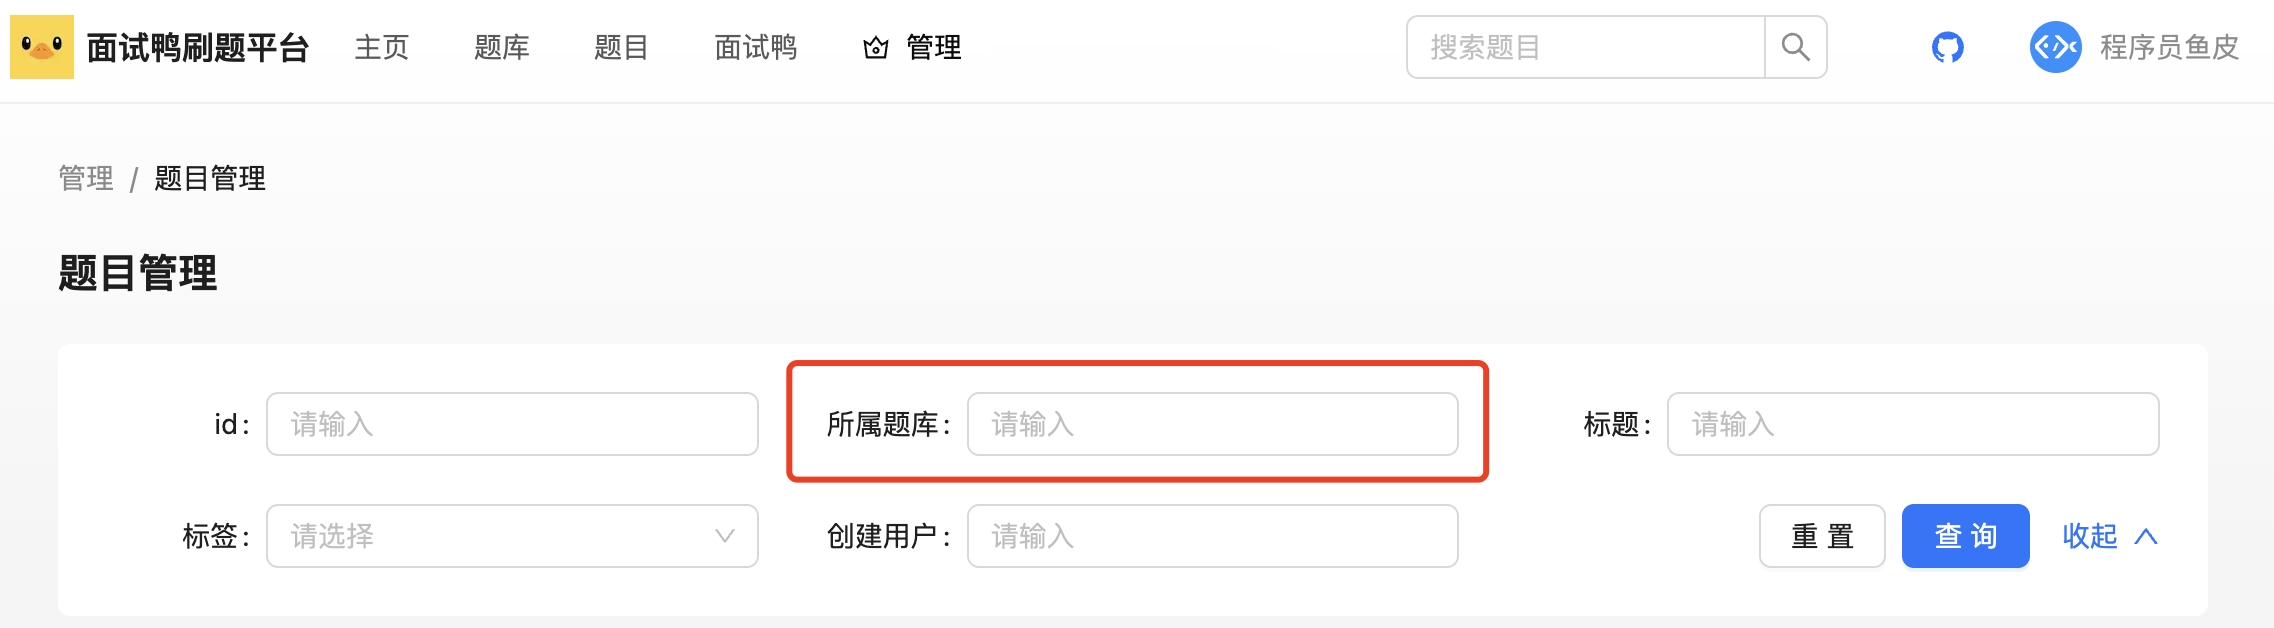 面试鸭刷题平台 主页 题库 题目 面试鸭 管理 搜索题目 程序员鱼皮
管理 / 题目管理
题目管理
id: 请输入 所属题库: 请输入 标题: 请输入
标签: 请选择 创建用户: 请输入 重置 查询 收起